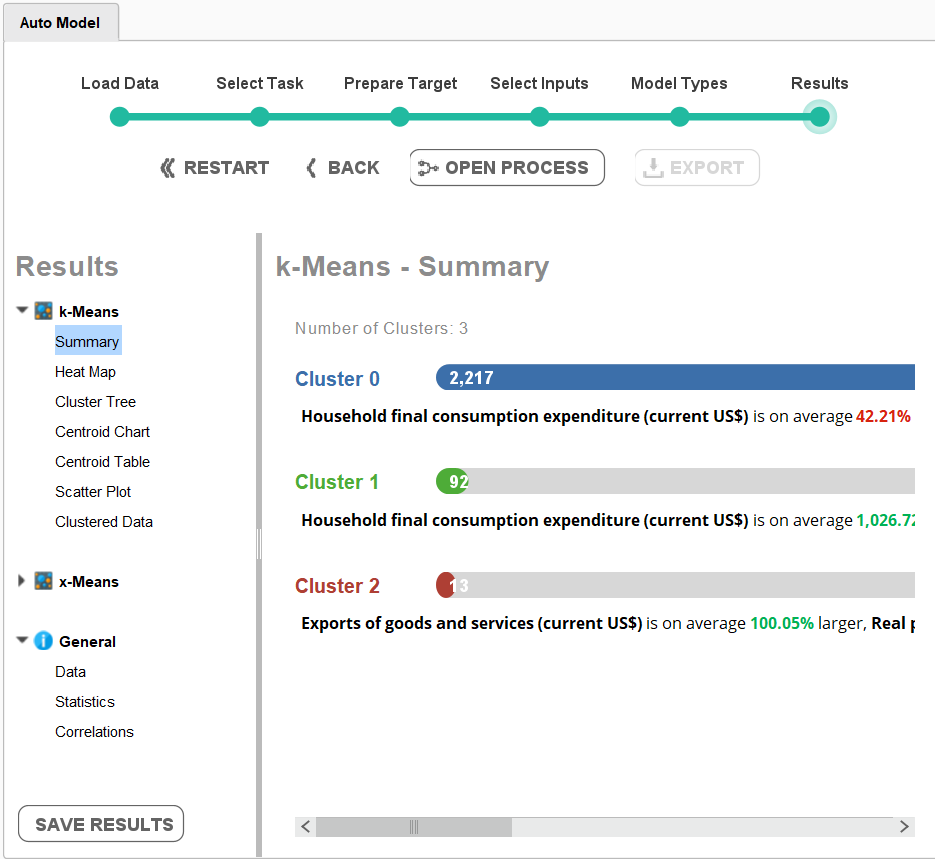 Auto Model
Load Data Select Task Prepare Target Select Inputs Model Types Results
RESTART BACK OPEN PROCESS EXPORT
Results
k-Means
Summary
Heat Map
Cluster Tree
Centroid Chart
Centroid Table
Scatter Plot
Clustered Data
x-Means
General
Data
Statistics
Correlations
SAVE RESULTS
k-Means - Summary
Number of Clusters: 3
Cluster 0 2,217
Household final consumption expenditure (current US$) is on average 42.21%
Cluster 1 92
Household final consumption expenditure (current US$) is on average 1,026.72
Cluster 2 13
Exports of goods and services (current US$) is on average 100.05% larger, Real